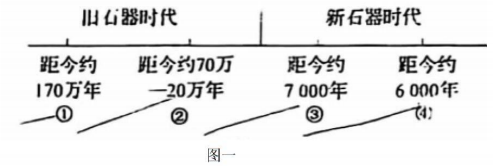 旧石器时代 新石器时代
距今约 距今约70万 距今约 距今约
170万年 —20万年 7 000年 6 000年
① ② ③ ④
图一